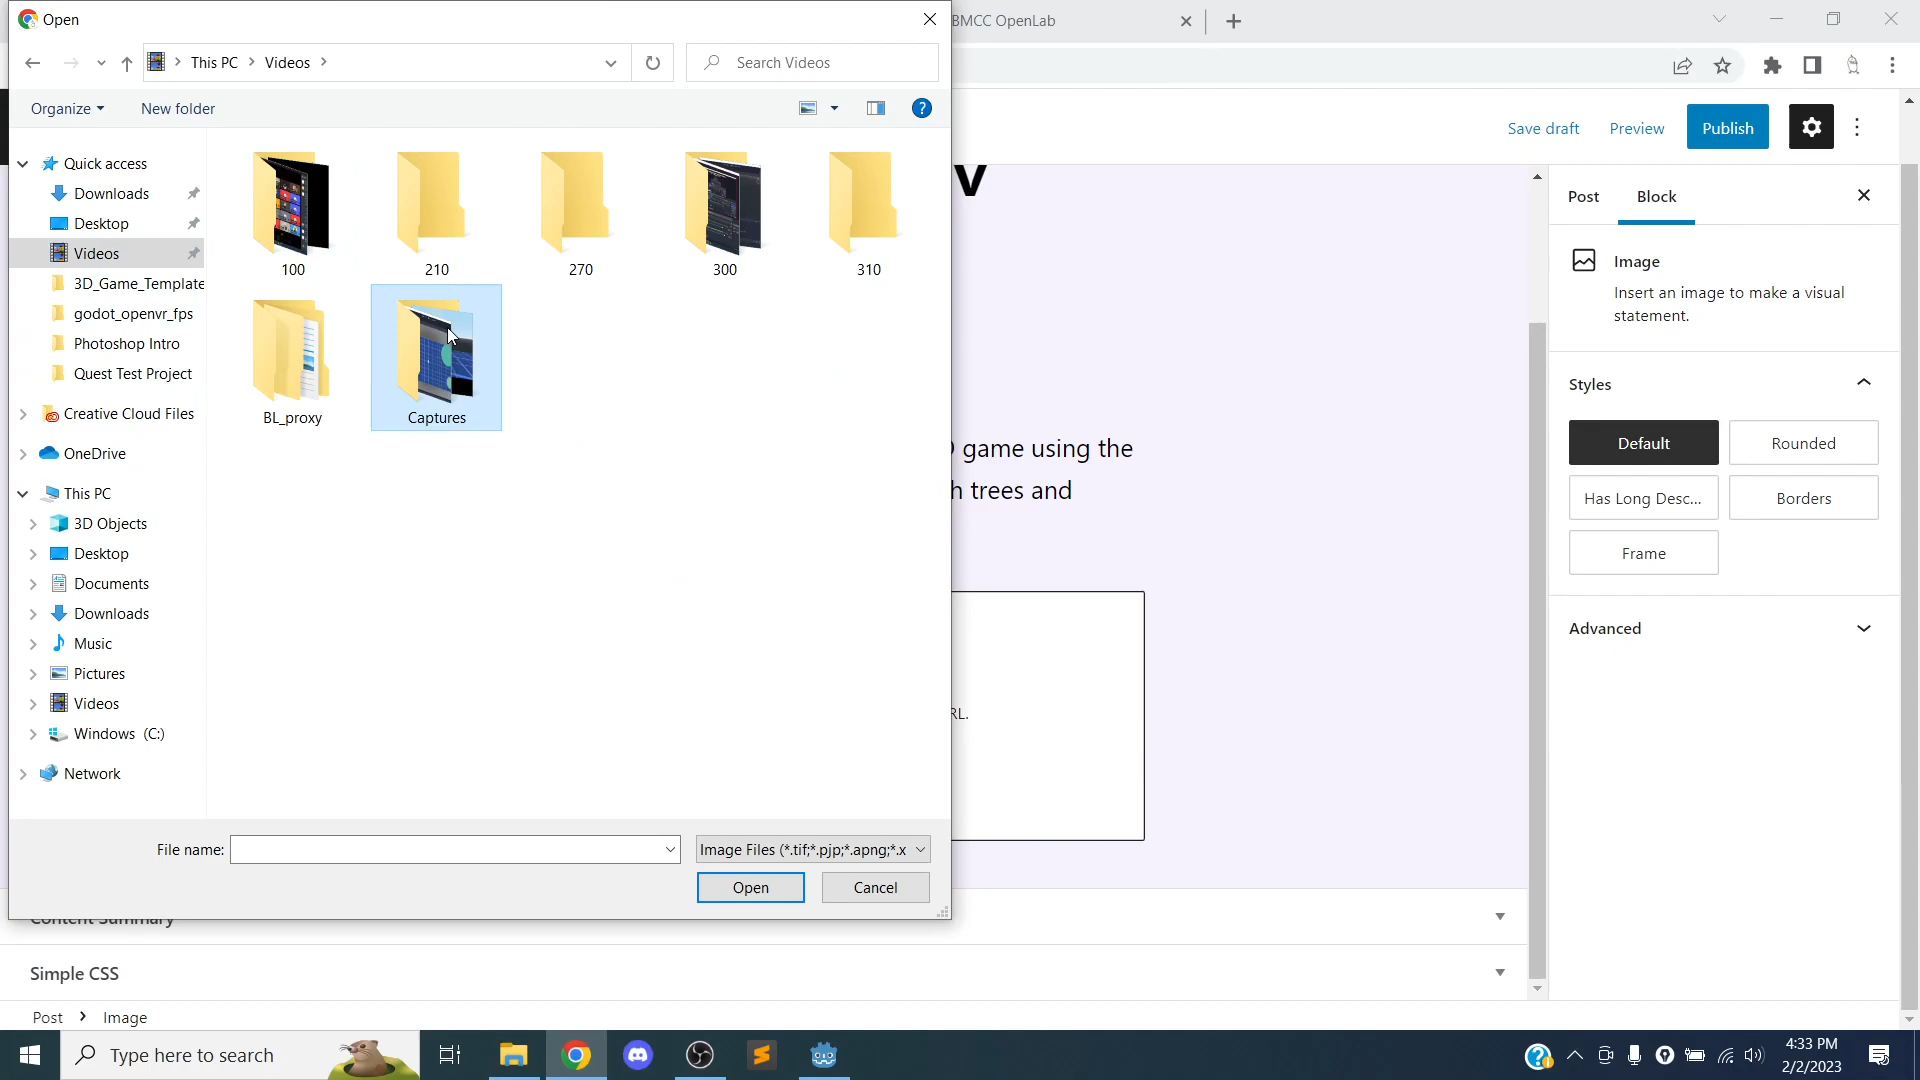 Open
BMCC OpenLab
This PC
Videos
Search Videos
Organize
New folder
Save draft
Preview
Publish
Quick access
Downloads
Desktop
Videos
3D_Game_Template
godot_openvr_fps
Photoshop Intro
Quest Test Project
Creative Cloud Files
OneDrive
This PC
3D Objects
Desktop
Documents
Downloads
Music
Pictures
Videos
Windows (C:)
Network
100
210
270
300
310
BL_proxy
Captures
File name:
Image Files (*.tif;*.pjp;*.apng;*.x
Open
Cancel
game using the
h trees and
RL.
Post
Block
Image
Insert an image to make a visual
statement.
Styles
Default
Rounded
Has Long Desc...
Borders
Frame
Advanced
Content Summary
Simple CSS
Post
Image
Type here to search
4:33 PM
2/2/2023